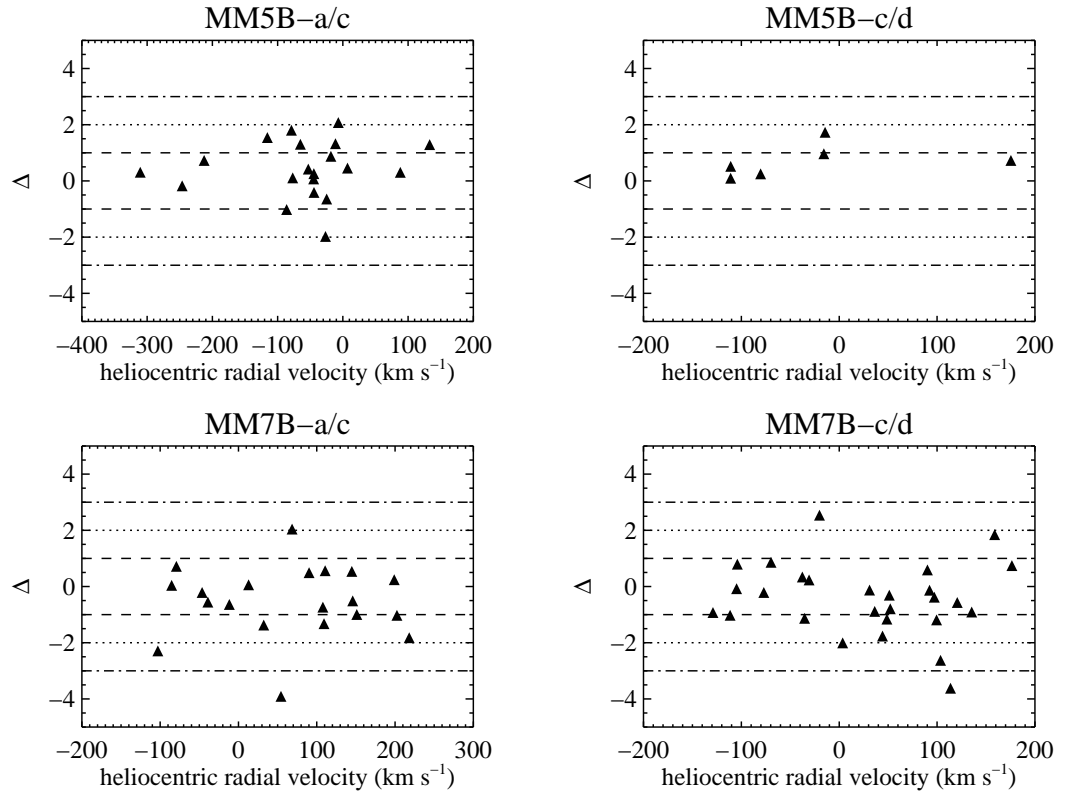 MM5B−a/c
4
2
0
−2
−4
Δ
−400 −300 −200 −100 0 100 200
heliocentric radial velocity (km s⁻¹)
MM5B−c/d
4
2
0
−2
−4
Δ
−200 −100 0 100 200
heliocentric radial velocity (km s⁻¹)
MM7B−a/c
4
2
0
−2
−4
Δ
−200 −100 0 100 200 300
heliocentric radial velocity (km s⁻¹)
MM7B−c/d
4
2
0
−2
−4
Δ
−200 −100 0 100 200
heliocentric radial velocity (km s⁻¹)